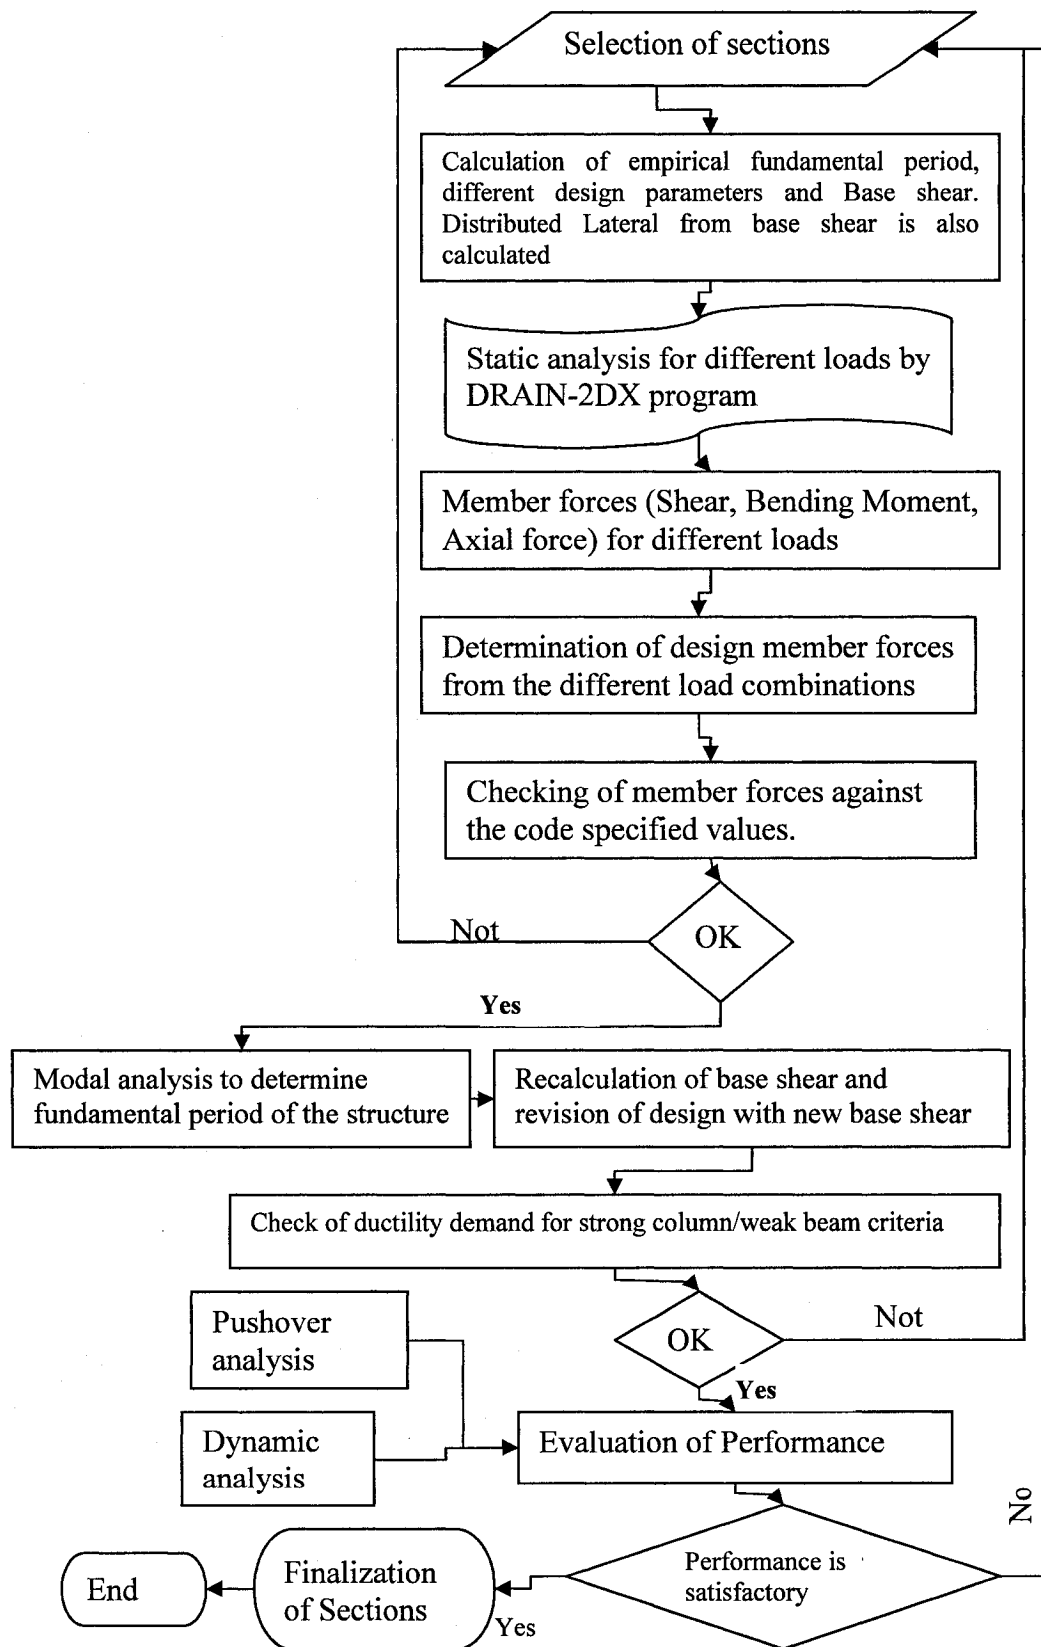 Selection of sections
Calculation of empirical fundamental period,
different design parameters and Base shear.
Distributed Lateral from base shear is also
calculated
Static analysis for different loads by
DRAIN-2DX program
Member forces (Shear, Bending Moment,
Axial force) for different loads
Determination of design member forces
from the different load combinations
Checking of member forces against
the code specified values.
Not
OK
Yes
Modal analysis to determine
fundamental period of the structure
Recalculation of base shear and
revision of design with new base shear
Check of ductility demand for strong column/weak beam criteria
Pushover
analysis
OK
Not
Yes
Dynamic
analysis
Evaluation of Performance
No
Performance is
satisfactory
Yes
Finalization
of Sections
End